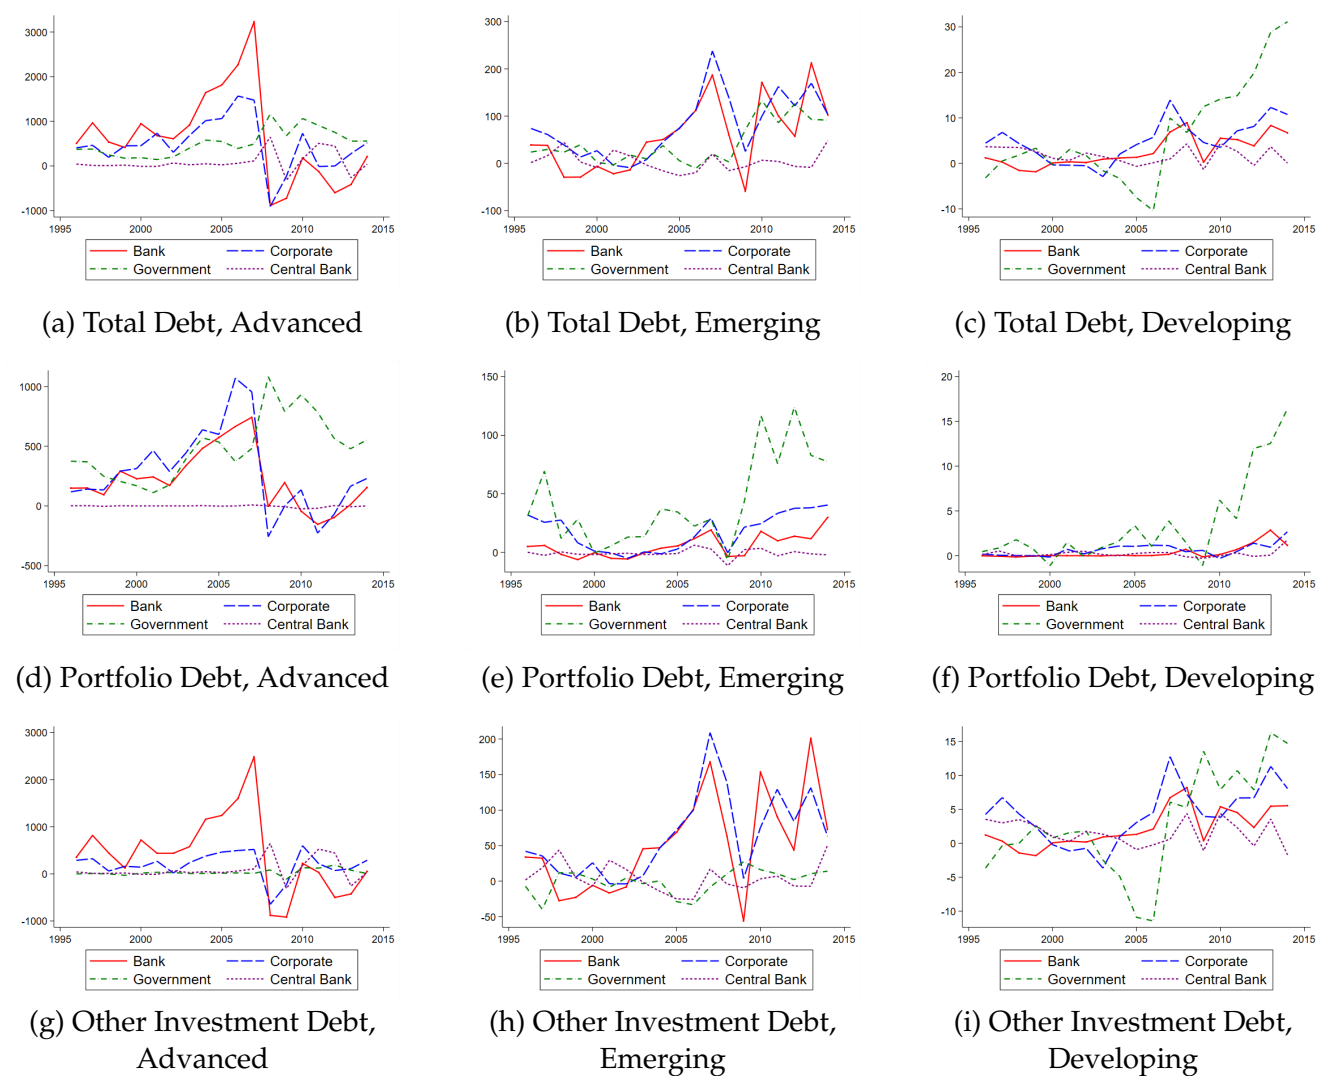 3000
2000
1000
0
-1000
1995 2000 2005 2010 2015
Bank Corporate
Government Central Bank
(a) Total Debt, Advanced
300
200
100
0
-100
1995 2000 2005 2010 2015
Bank Corporate
Government Central Bank
(b) Total Debt, Emerging
30
20
10
0
-10
1995 2000 2005 2010 2015
Bank Corporate
Government Central Bank
(c) Total Debt, Developing
1000
500
0
-500
1995 2000 2005 2010 2015
Bank Corporate
Government Central Bank
(d) Portfolio Debt, Advanced
150
100
50
0
1995 2000 2005 2010 2015
Bank Corporate
Government Central Bank
(e) Portfolio Debt, Emerging
20
15
10
5
0
1995 2000 2005 2010 2015
Bank Corporate
Government Central Bank
(f) Portfolio Debt, Developing
3000
2000
1000
0
-1000
1995 2000 2005 2010 2015
Bank Corporate
Government Central Bank
(g) Other Investment Debt,
Advanced
200
150
100
50
0
-50
1995 2000 2005 2010 2015
Bank Corporate
Government Central Bank
(h) Other Investment Debt,
Emerging
15
10
5
0
-5
-10
1995 2000 2005 2010 2015
Bank Corporate
Government Central Bank
(i) Other Investment Debt,
Developing